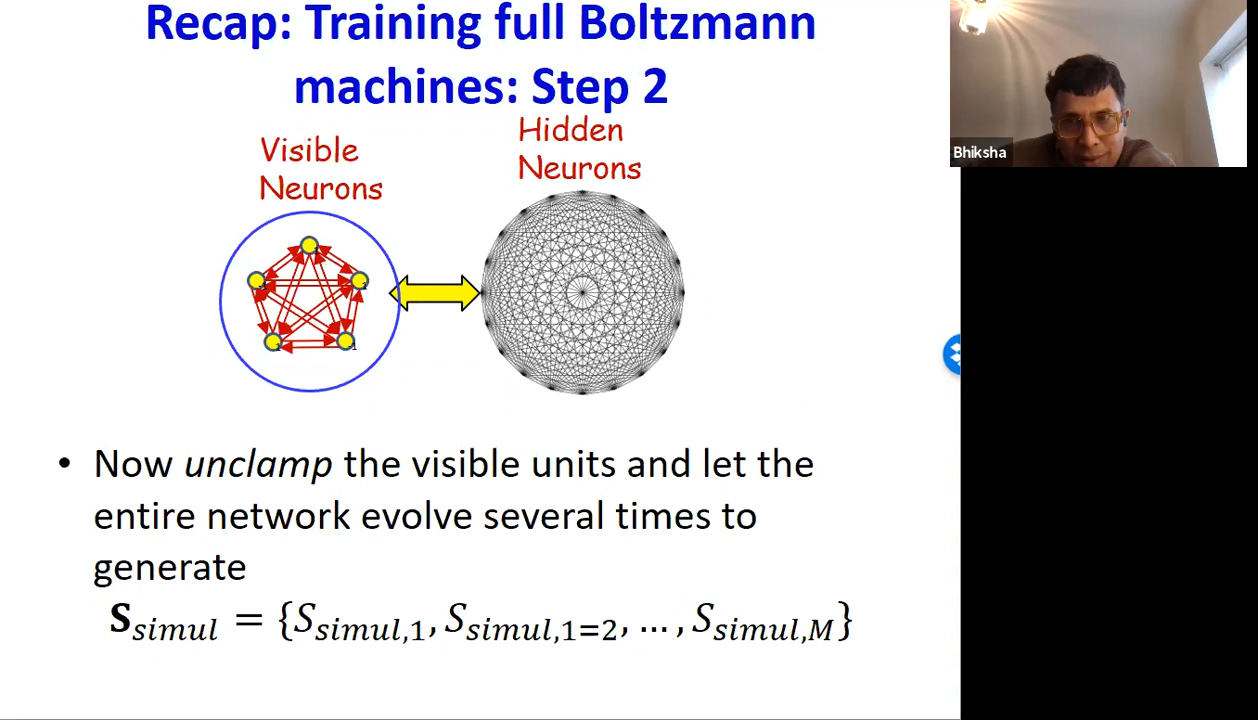 Recap: Training full Boltzmann
machines: Step 2
Visible
Neurons
Hidden
Neurons
Bhiksha
• Now unclamp the visible units and let the
entire network evolve several times to
generate
𝐒_simul = {S_simul,1, S_simul,1=2, … , S_simul,M}